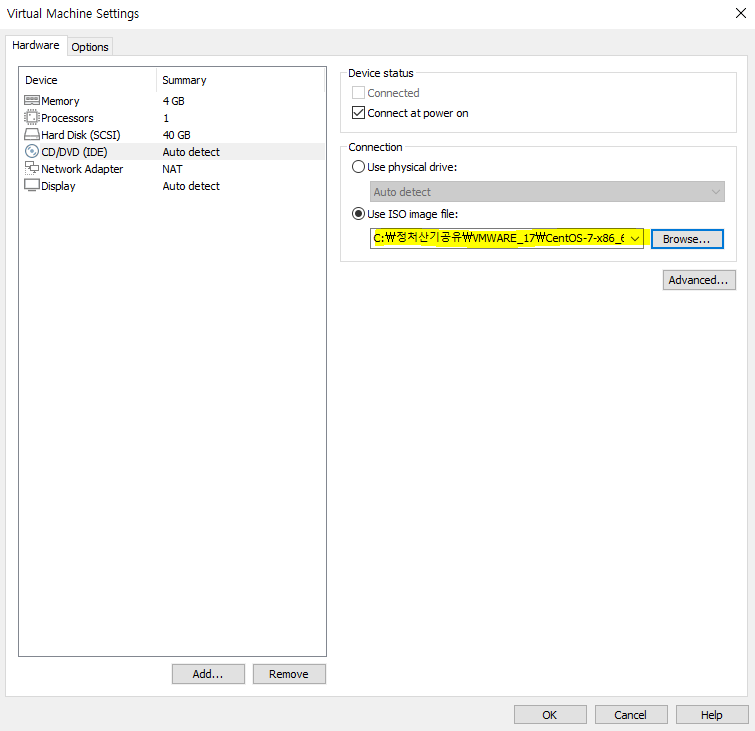 Virtual Machine Settings
Hardware Options
Device Summary
Memory 4 GB
Processors 1
Hard Disk (SCSI) 40 GB
CD/DVD (IDE) Auto detect
Network Adapter NAT
Display Auto detect
Add... Remove
Device status
Connected
Connect at power on
Connection
Use physical drive:
Auto detect
Use ISO image file:
C:₩정처산기공유₩VMWARE_17₩CentOS-7-x86_6 Browse...
Advanced...
OK Cancel Help